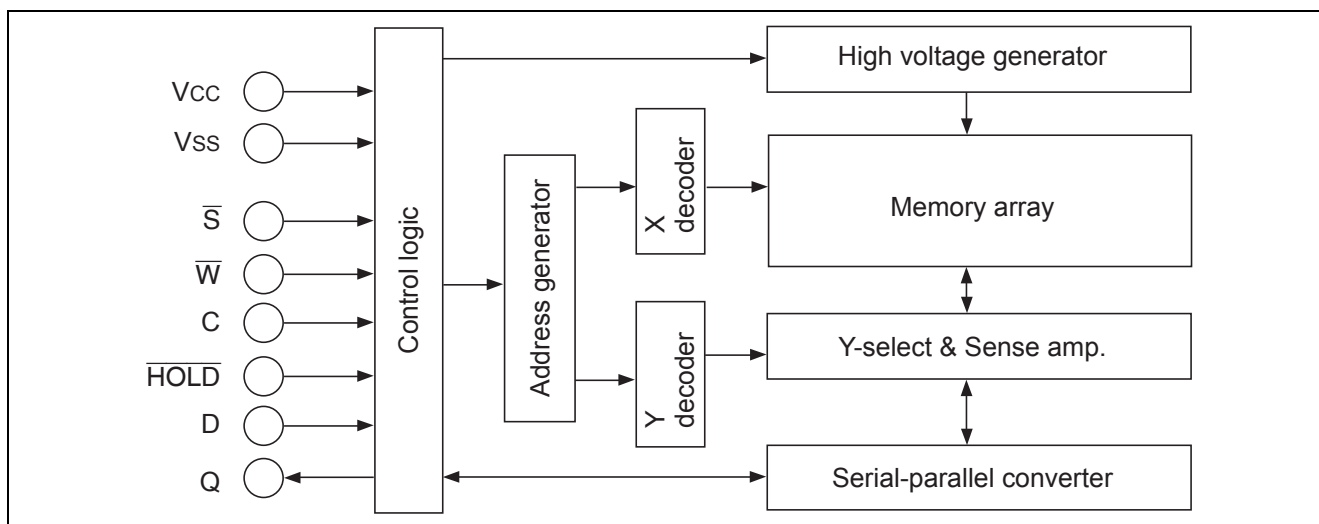 VCC
VSS
S̅
W̅
C
H̅O̅L̅D̅
D
Q
Control logic
Address generator
X
decoder
Y
decoder
High voltage generator
Memory array
Y-select & Sense amp.
Serial-parallel converter